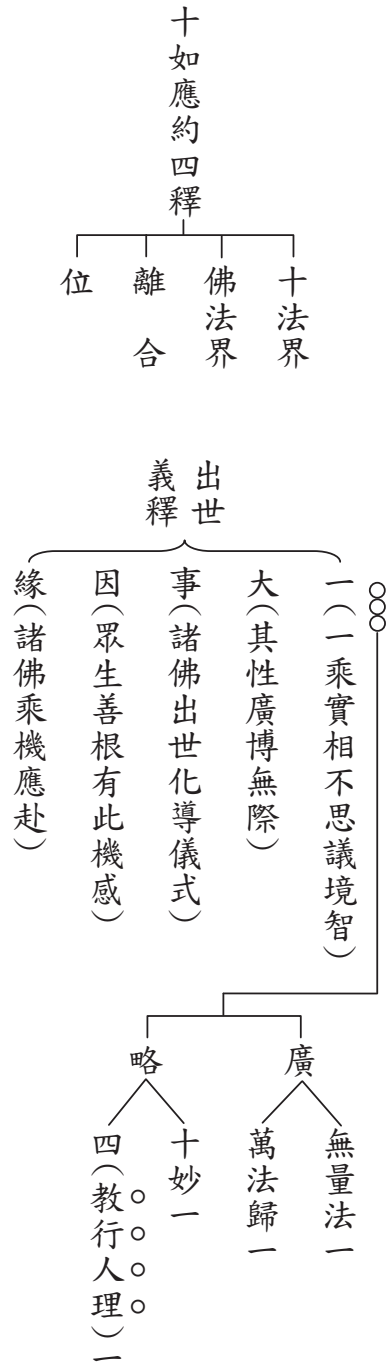 十如應約四釋
十法界
佛法界
離合
位
出世
義釋
一(一乘實相不思議境智)
大(其性廣博無際)
事(諸佛出世化導儀式)
因(眾生善根有此機感)
緣(諸佛乘機應赴)
廣
無量法一
萬法歸一
略
十妙一
四(教行人理)一